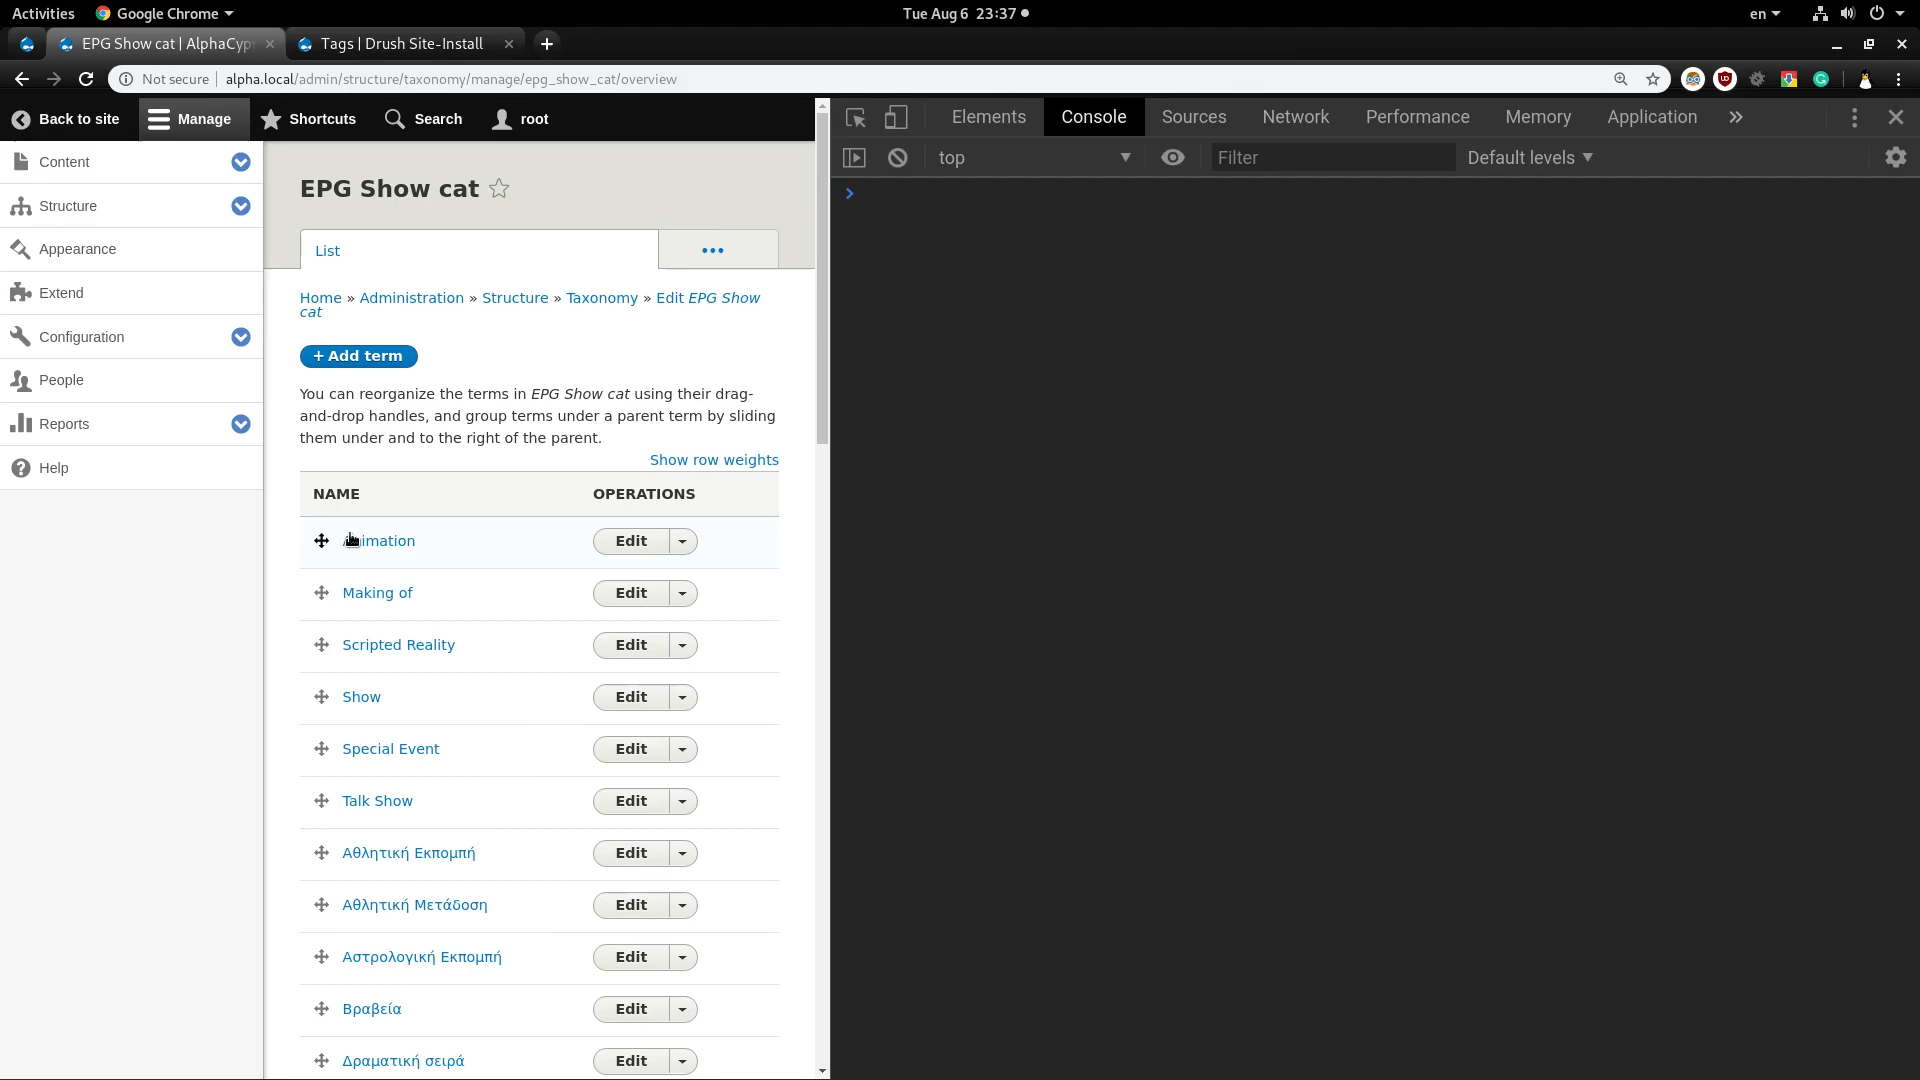 Activities Google Chrome Tue Aug 6 23:37 en
EPG Show cat | AlphaCypr Tags | Drush Site-Install
Not secure alpha.local/admin/structure/taxonomy/manage/epg_show_cat/overview
Back to site Manage Shortcuts Search root
Content
Structure
Appearance
Extend
Configuration
People
Reports
Help
EPG Show cat
List
Home » Administration » Structure » Taxonomy » Edit EPG Show
cat
+ Add term
You can reorganize the terms in EPG Show cat using their drag-
and-drop handles, and group terms under a parent term by sliding
them under and to the right of the parent.
Show row weights
NAME OPERATIONS
Edit
Making of Edit
Scripted Reality Edit
Show Edit
Special Event Edit
Talk Show Edit
Αθλητική Εκπομπή Edit
Αθλητική Μετάδοση Edit
Αστρολογική Εκπομπή Edit
Βραβεία Edit
Δραματική σειρά Edit
Elements Console Sources Network Performance Memory Application
top Filter Default levels